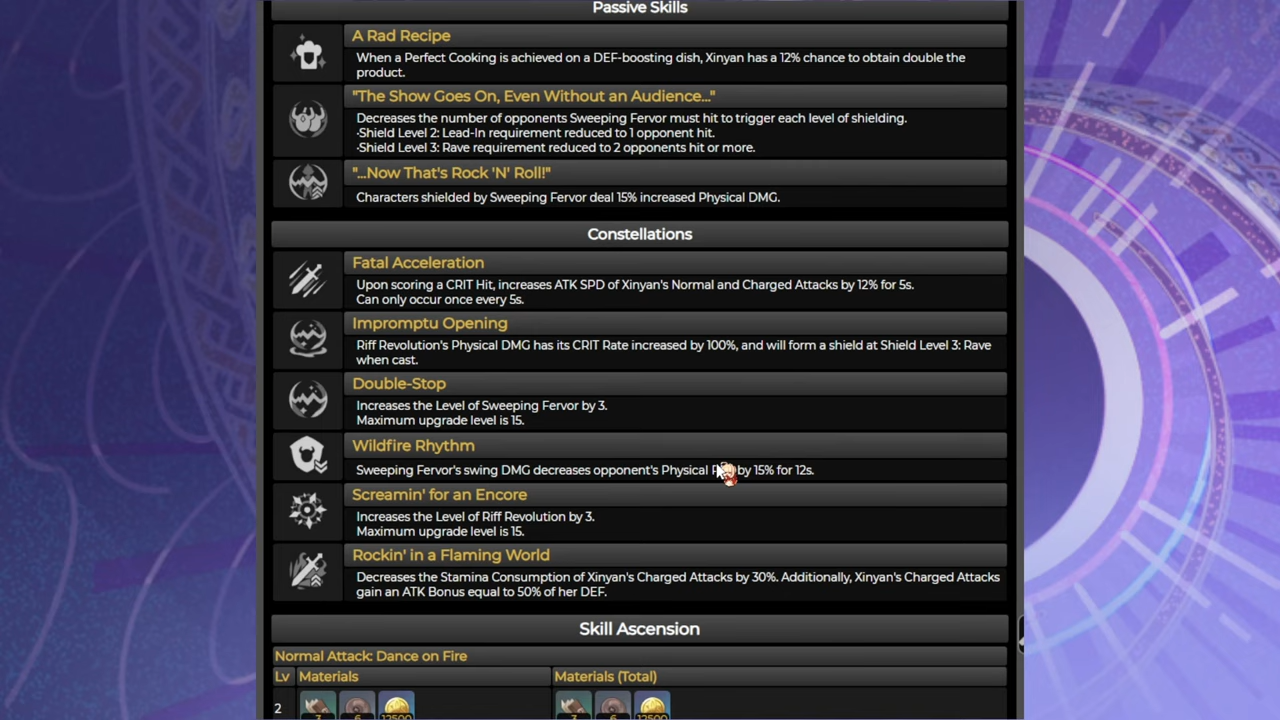 Passive Skills
A Rad Recipe
When a Perfect Cooking is achieved on a DEF-boosting dish, Xinyan has a 12% chance to obtain double the
product.
"The Show Goes On, Even Without an Audience..."
Decreases the number of opponents Sweeping Fervor must hit to trigger each level of shielding.
·Shield Level 2: Lead-In requirement reduced to 1 opponent hit.
·Shield Level 3: Rave requirement reduced to 2 opponents hit or more.
"...Now That's Rock 'N' Roll!"
Characters shielded by Sweeping Fervor deal 15% increased Physical DMG.
Constellations
Fatal Acceleration
Upon scoring a CRIT Hit, increases ATK SPD of Xinyan's Normal and Charged Attacks by 12% for 5s.
Can only occur once every 5s.
Impromptu Opening
Riff Revolution's Physical DMG has its CRIT Rate increased by 100%, and will form a shield at Shield Level 3: Rave
when cast.
Double-Stop
Increases the Level of Sweeping Fervor by 3.
Maximum upgrade level is 15.
Wildfire Rhythm
Sweeping Fervor's swing DMG decreases opponent's Physical by 15% for 12s.
Screamin' for an Encore
Increases the Level of Riff Revolution by 3.
Maximum upgrade level is 15.
Rockin' in a Flaming World
Decreases the Stamina Consumption of Xinyan's Charged Attacks by 30%. Additionally, Xinyan's Charged Attacks
gain an ATK Bonus equal to 50% of her DEF.
Skill Ascension
Normal Attack: Dance on Fire
Lv Materials Materials (Total)
2
3 6 12500 3 6 12500